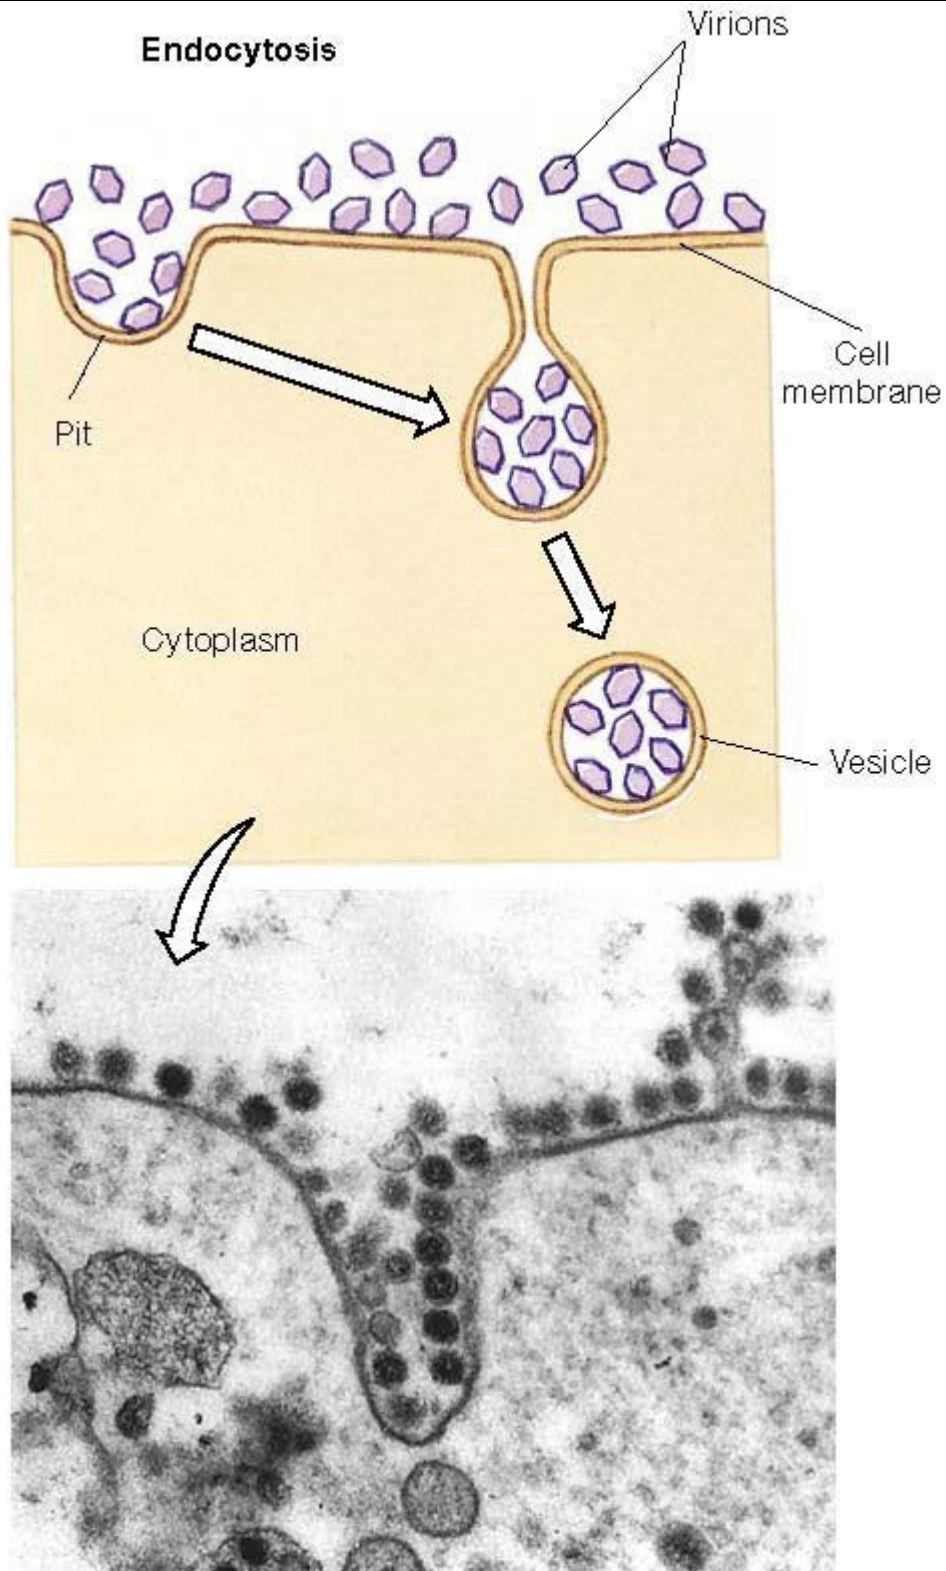 Virions
Endocytosis
Cell
membrane
Pit
Cytoplasm
Vesicle